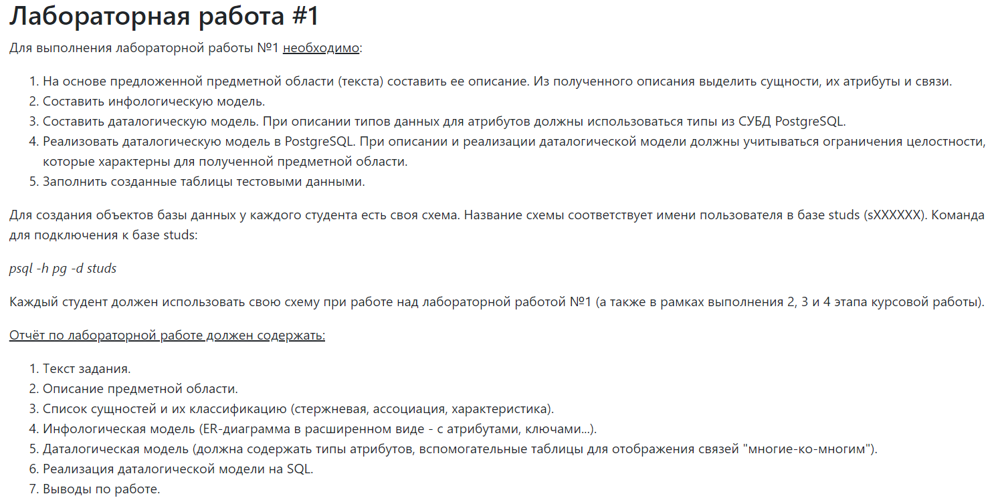 Лабораторная работа #1
Для выполнения лабораторной работы №1 необходимо:
1. На основе предложенной предметной области (текста) составить ее описание. Из полученного описания выделить сущности, их атрибуты и связи.
2. Составить инфологическую модель.
3. Составить даталогическую модель. При описании типов данных для атрибутов должны использоваться типы из СУБД PostgreSQL.
4. Реализовать даталогическую модель в PostgreSQL. При описании и реализации даталогической модели должны учитываться ограничения целостности,
которые характерны для полученной предметной области.
5. Заполнить созданные таблицы тестовыми данными.
Для создания объектов базы данных у каждого студента есть своя схема. Название схемы соответствует имени пользователя в базе studs (sXXXXXX). Команда
для подключения к базе studs:
psql -h pg -d studs
Каждый студент должен использовать свою схему при работе над лабораторной работой №1 (а также в рамках выполнения 2, 3 и 4 этапа курсовой работы).
Отчёт по лабораторной работе должен содержать:
1. Текст задания.
2. Описание предметной области.
3. Список сущностей и их классификацию (стержневая, ассоциация, характеристика).
4. Инфологическая модель (ER-диаграмма в расширенном виде - с атрибутами, ключами...).
5. Даталогическая модель (должна содержать типы атрибутов, вспомогательные таблицы для отображения связей "многие-ко-многим").
6. Реализация даталогической модели на SQL.
7. Выводы по работе.